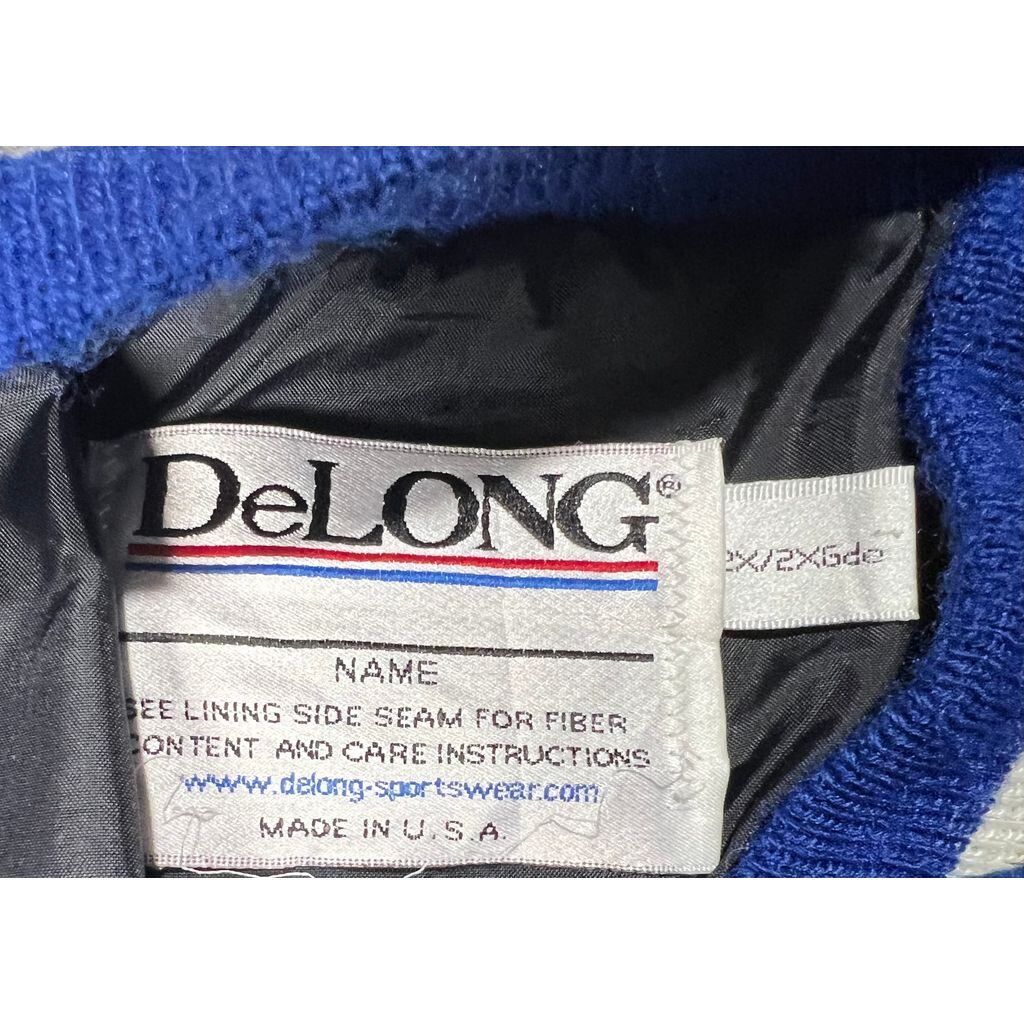 DeLONG®
2X/2XGde
NAME
SEE LINING SIDE SEAM FOR FIBER
CONTENT AND CARE INSTRUCTIONS
www.delong-sportswear.com
MADE IN U.S.A.